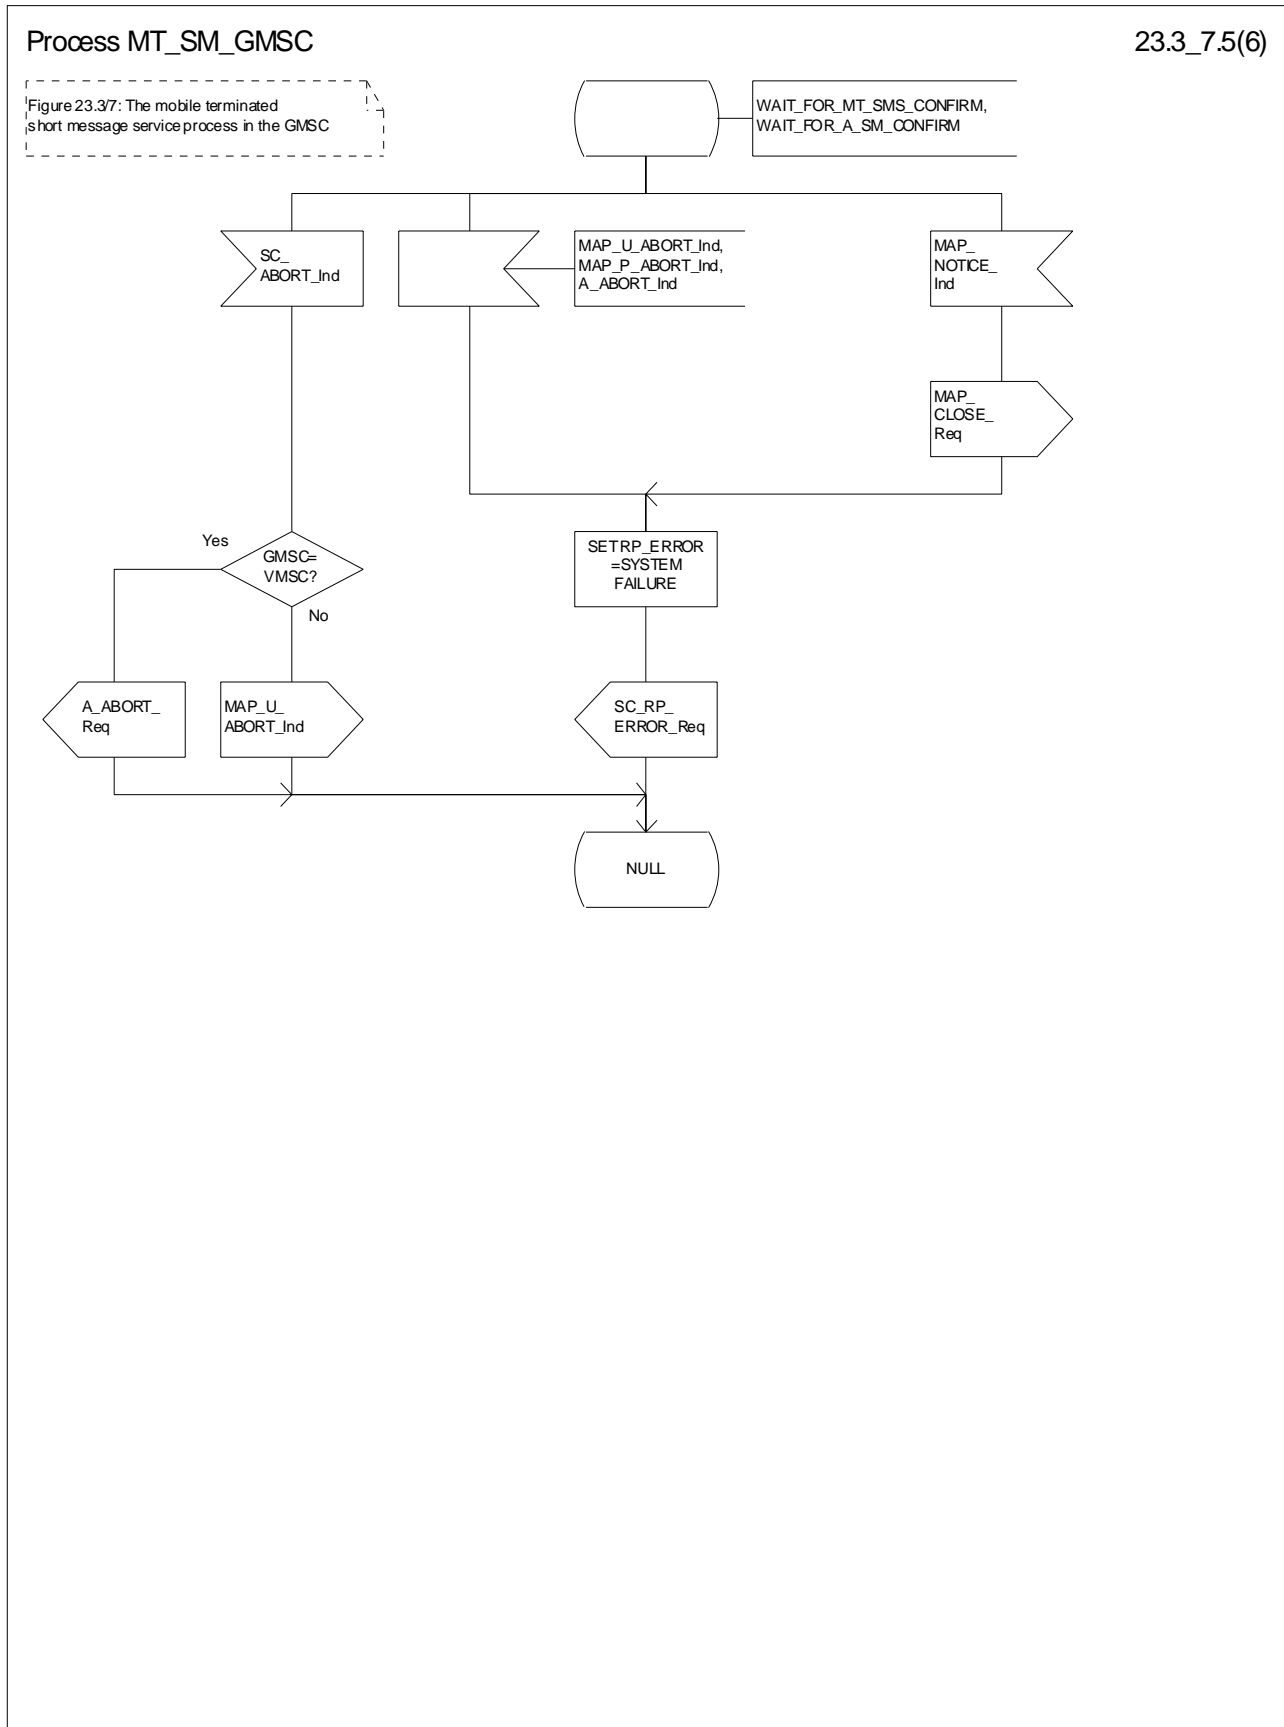 Process MT_SM_GMSC
23.3_7.5(6)
Figure 23.3/7: The mobile terminated
short message service process in the GMSC
WAIT_FOR_MT_SMS_CONFIRM,
WAIT_FOR_A_SM_CONFIRM
SC_
ABORT_Ind
MAP_U_ABORT_Ind,
MAP_P_ABORT_Ind,
A_ABORT_Ind
MAP_
NOTICE_
Ind
MAP_
CLOSE_
Req
Yes
GMSC=
VMSC?
No
SET RP_ERROR
=SYSTEM
FAILURE
A_ABORT_
Req
MAP_U_
ABORT_Ind
SC_RP_
ERROR_Req
NULL